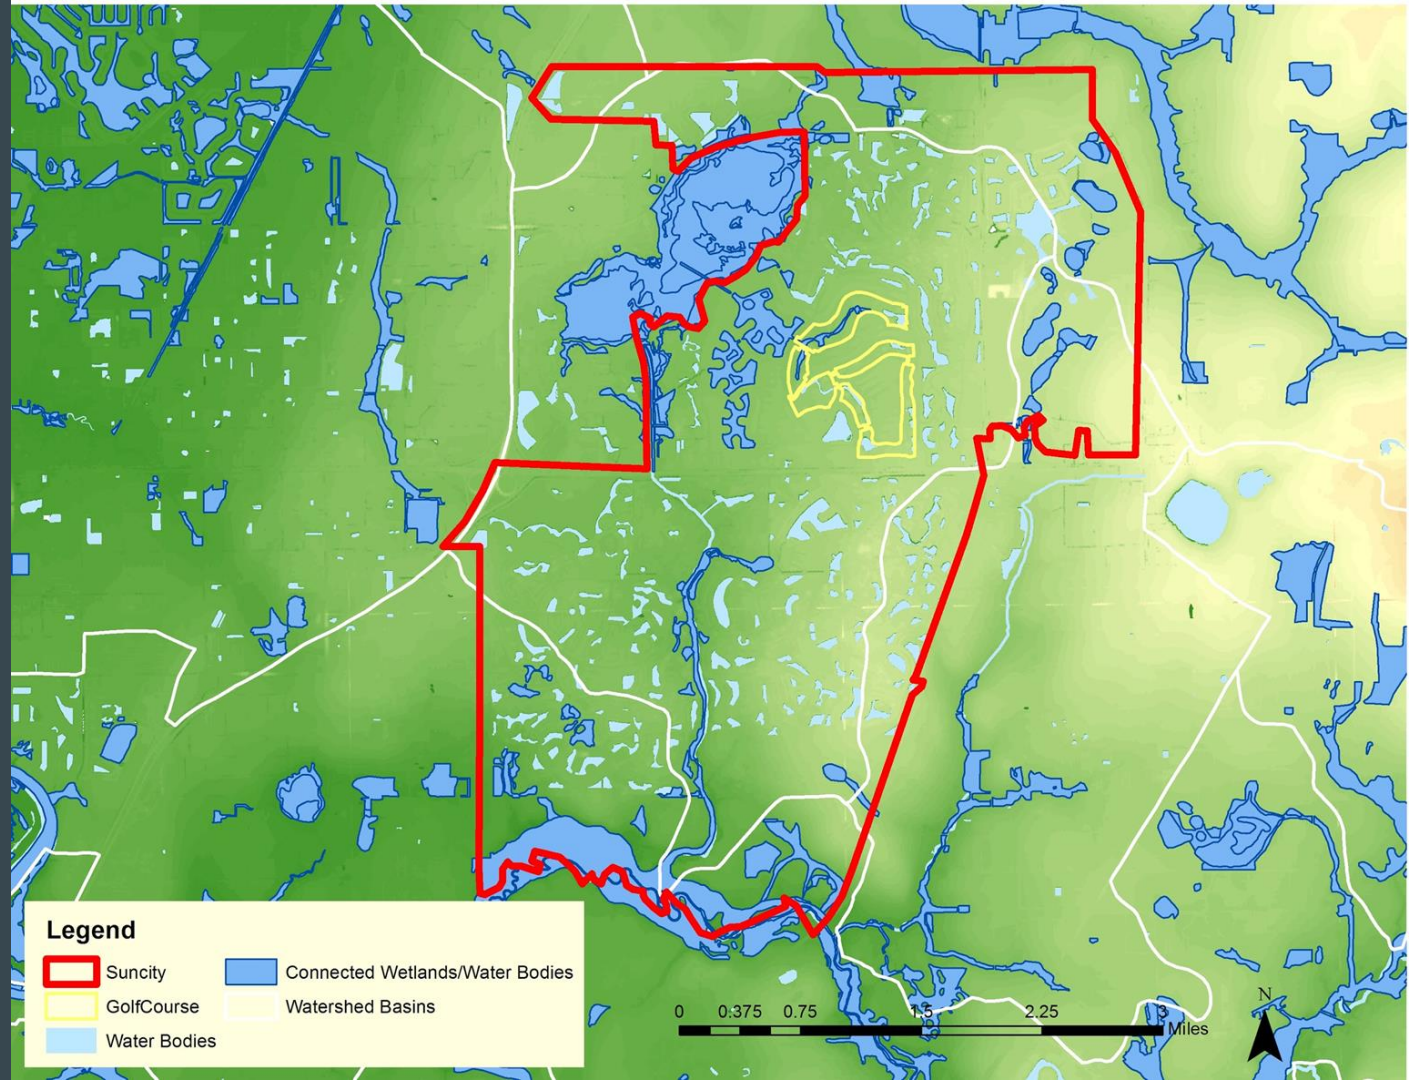 Legend
Suncity
Connected Wetlands/Water Bodies
GolfCourse
Watershed Basins
Water Bodies
0 0.375 0.75 1.5 2.25 3
Miles
N